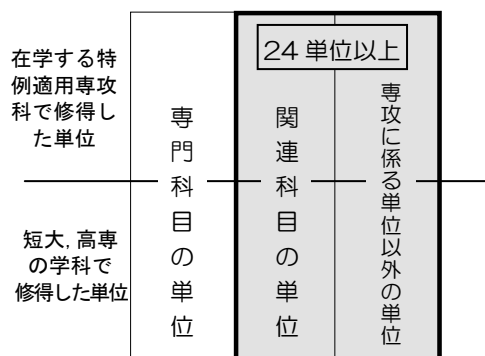 在学する特
例適用専攻
科で修得し
た単位
24 単位以上
専門科目の単位
関連科目の単位
専攻に係る単位以外の単位
短大,高専
の学科で
修得した単位